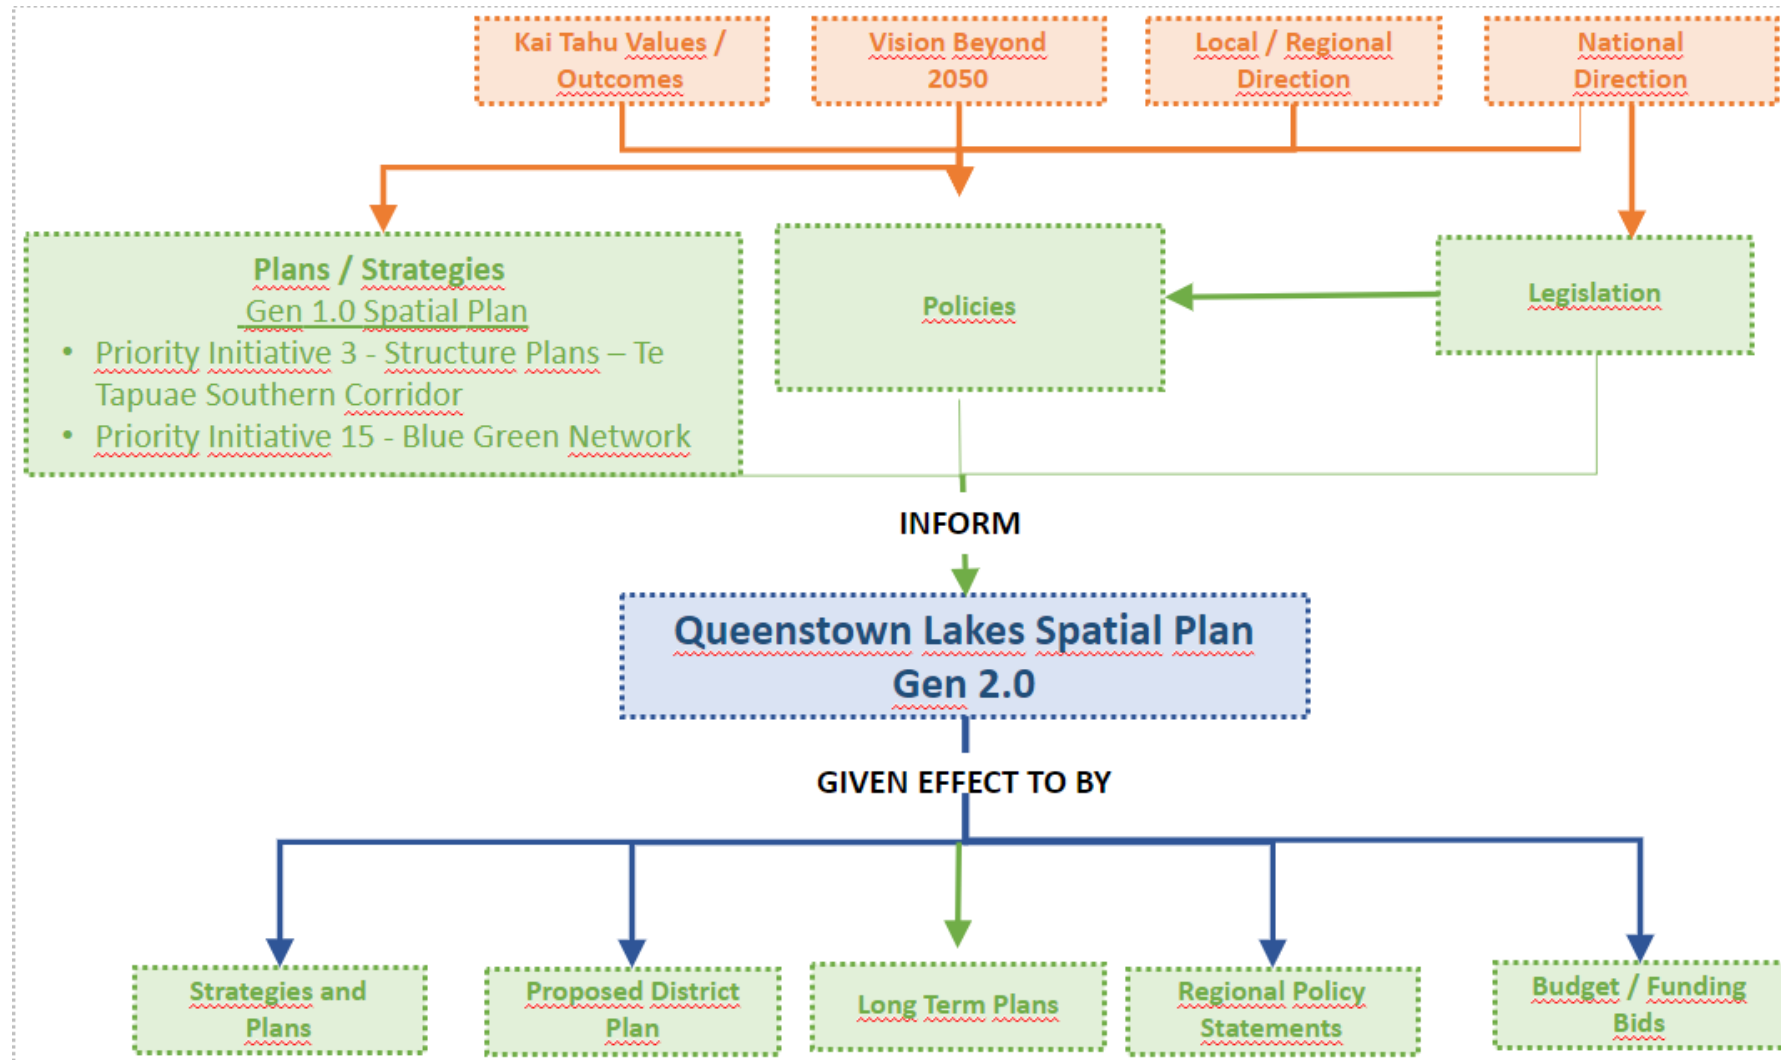 Kai Tahu Values /
Outcomes
Vision Beyond
2050
Local / Regional
Direction
National
Direction
Plans / Strategies
Gen 1.0 Spatial Plan
• Priority Initiative 3 - Structure Plans – Te
Tapuae Southern Corridor
• Priority Initiative 15 - Blue Green Network
Policies
Legislation
INFORM
Queenstown Lakes Spatial Plan
Gen 2.0
GIVEN EFFECT TO BY
Strategies and
Plans
Proposed District
Plan
Long Term Plans
Regional Policy
Statements
Budget / Funding
Bids